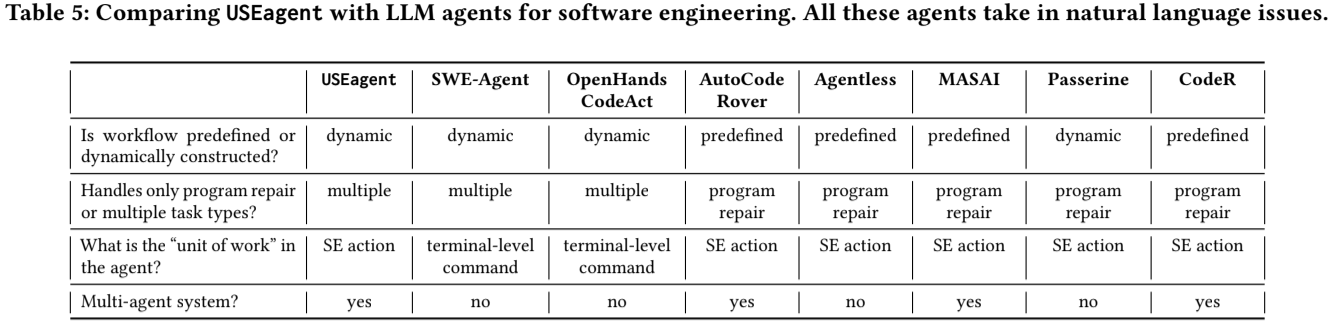 Table 5: Comparing USEagent with LLM agents for software engineering. All these agents take in natural language issues.
USEagent SWE-Agent OpenHands CodeAct AutoCode Rover Agentless MASAI Passerine CodeR
Is workflow predefined or dynamically constructed? dynamic dynamic dynamic predefined predefined predefined dynamic predefined
Handles only program repair or multiple task types? multiple multiple multiple program repair program repair program repair program repair program repair
What is the “unit of work” in the agent? SE action terminal-level command terminal-level command SE action SE action SE action SE action SE action
Multi-agent system? yes no no yes no yes no yes